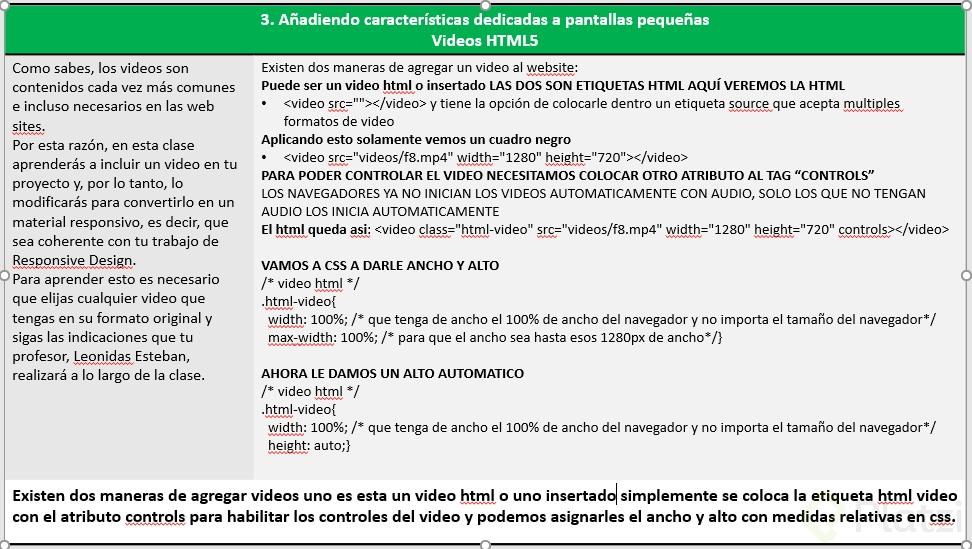 3. Añadiendo características dedicadas a pantallas pequeñas
Videos HTML5
Como sabes, los videos son
contenidos cada vez más comunes
e incluso necesarios en las web
sites.
Por esta razón, en esta clase
aprenderás a incluir un video en tu
proyecto y, por lo tanto, lo
modificarás para convertirlo en un
material responsivo, es decir, que
sea coherente con tu trabajo de
Responsive Design.
Para aprender esto es necesario
que elijas cualquier video que
tengas en su formato original y
sigas las indicaciones que tu
profesor, Leonidas Esteban,
realizará a lo largo de la clase.
Existen dos maneras de agregar un video al website:
Puede ser un video html o insertado LAS DOS SON ETIQUETAS HTML AQUÍ VEREMOS LA HTML
• <video src=""></video> y tiene la opción de colocarle dentro un etiqueta source que acepta multiples
formatos de video
Aplicando esto solamente vemos un cuadro negro
• <video src="videos/f8.mp4" width="1280" height="720"></video>
PARA PODER CONTROLAR EL VIDEO NECESITAMOS COLOCAR OTRO ATRIBUTO AL TAG “CONTROLS”
LOS NAVEGADORES YA NO INICIAN LOS VIDEOS AUTOMATICAMENTE CON AUDIO, SOLO LOS QUE NO TENGAN
AUDIO LOS INICIA AUTOMATICAMENTE
El html queda asi: <video class="html-video" src="videos/f8.mp4" width="1280" height="720" controls></video>
VAMOS A CSS A DARLE ANCHO Y ALTO
/* video html */
.html-video{
width: 100%; /* que tenga de ancho el 100% de ancho del navegador y no importa el tamaño del navegador*/
max-width: 100%; /* para que el ancho sea hasta esos 1280px de ancho*/}
AHORA LE DAMOS UN ALTO AUTOMATICO
/* video html */
.html-video{
width: 100%; /* que tenga de ancho el 100% de ancho del navegador y no importa el tamaño del navegador*/
height: auto;}
Existen dos maneras de agregar videos uno es esta un video html o uno insertado simplemente se coloca la etiqueta html video
con el atributo controls para habilitar los controles del video y podemos asignarles el ancho y alto con medidas relativas en css.
Platzi